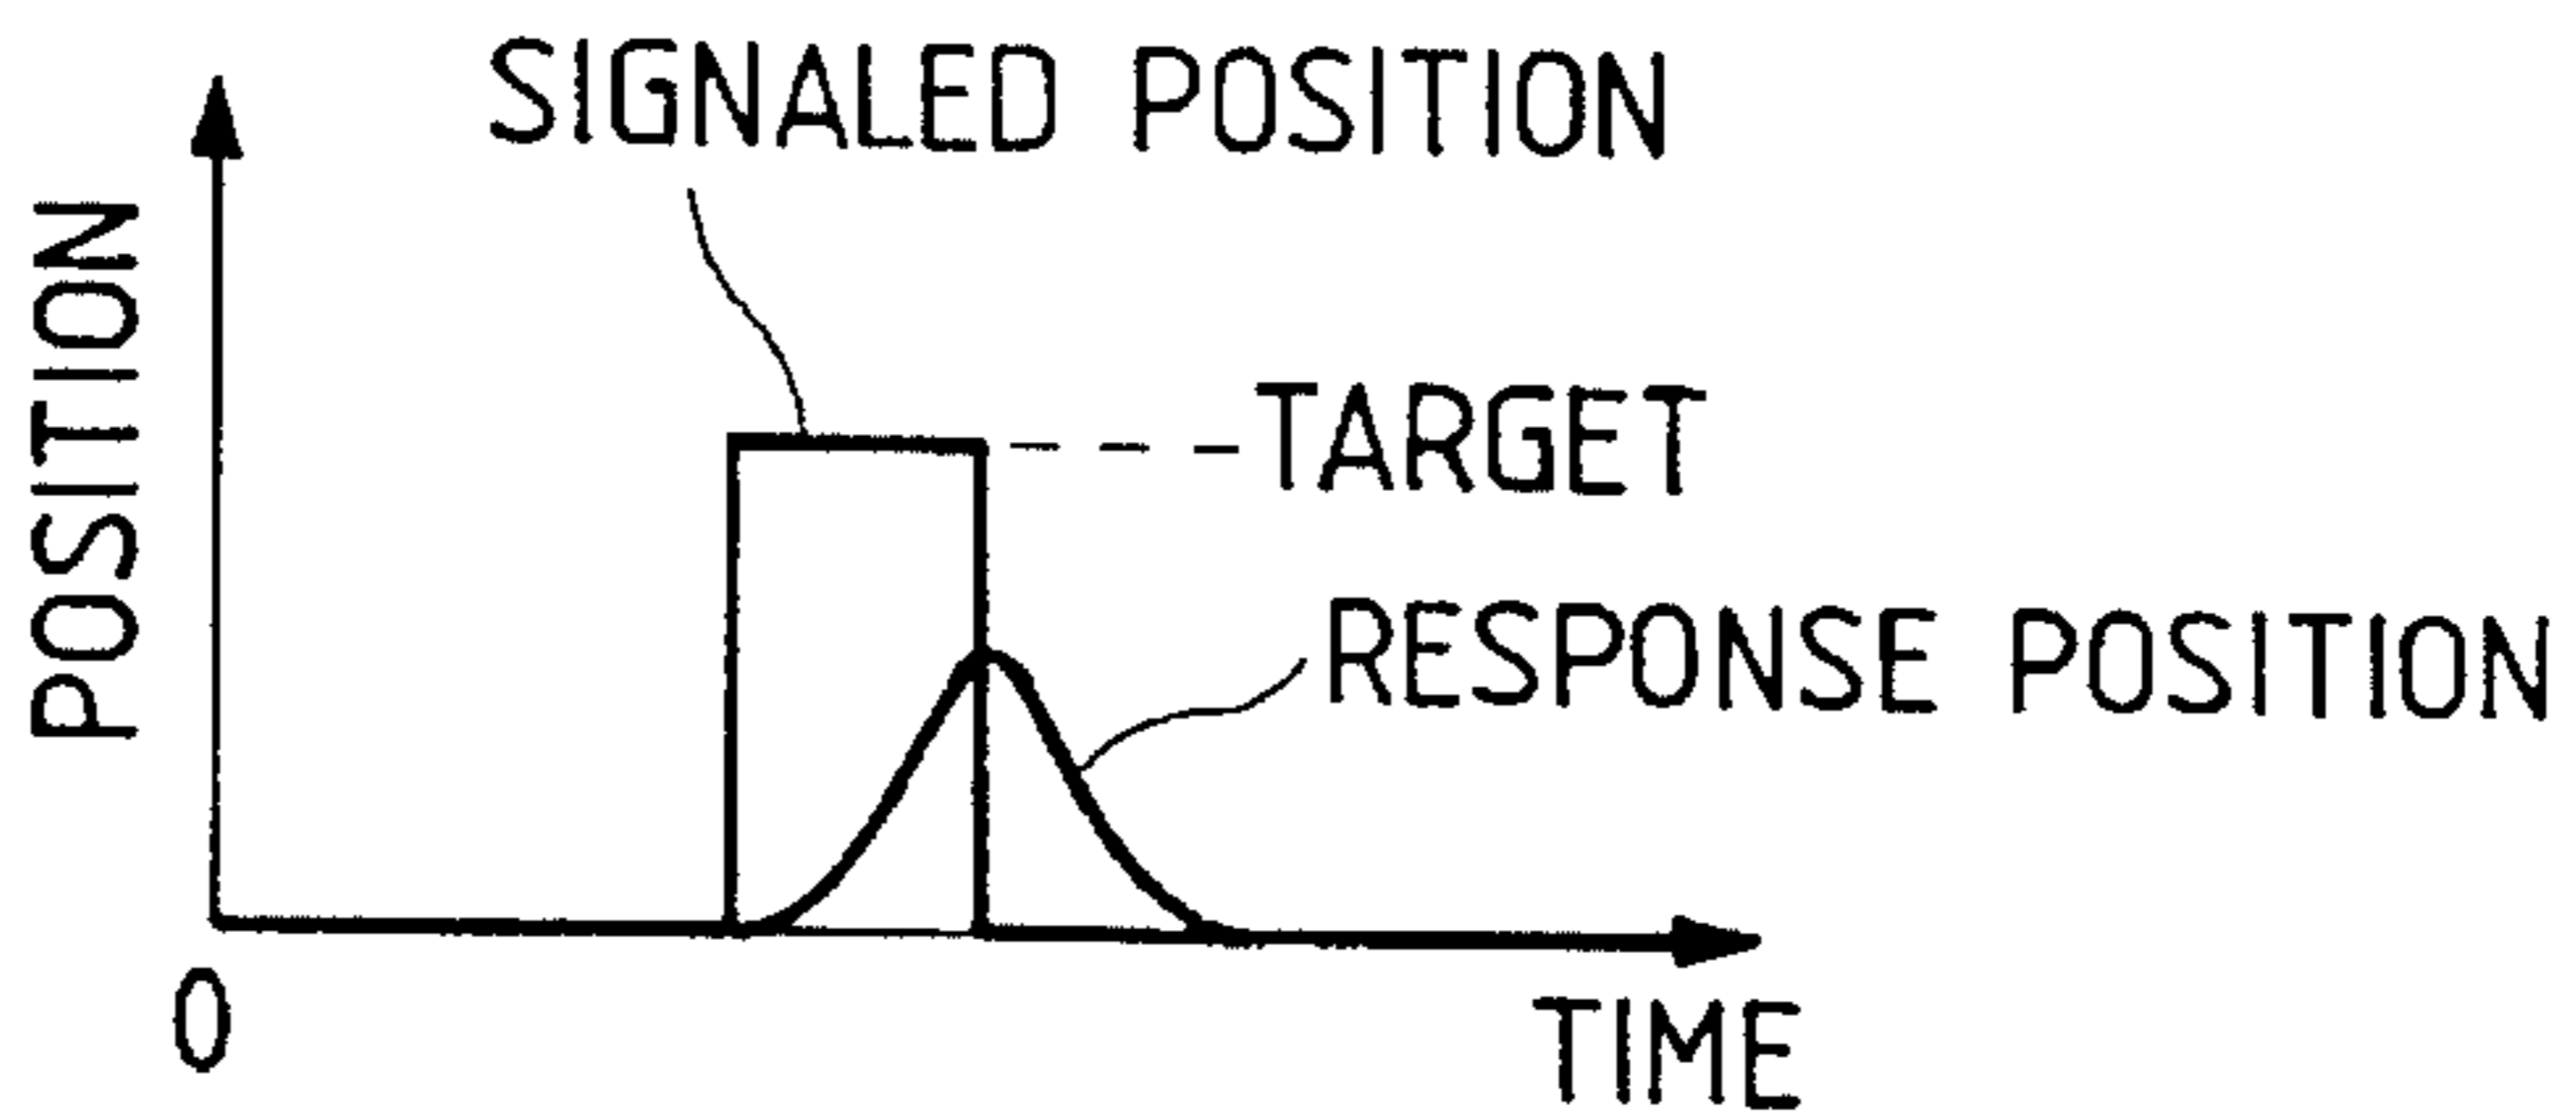 SIGNALED POSITION
POSITION
TARGET
RESPONSE POSITION
0
TIME